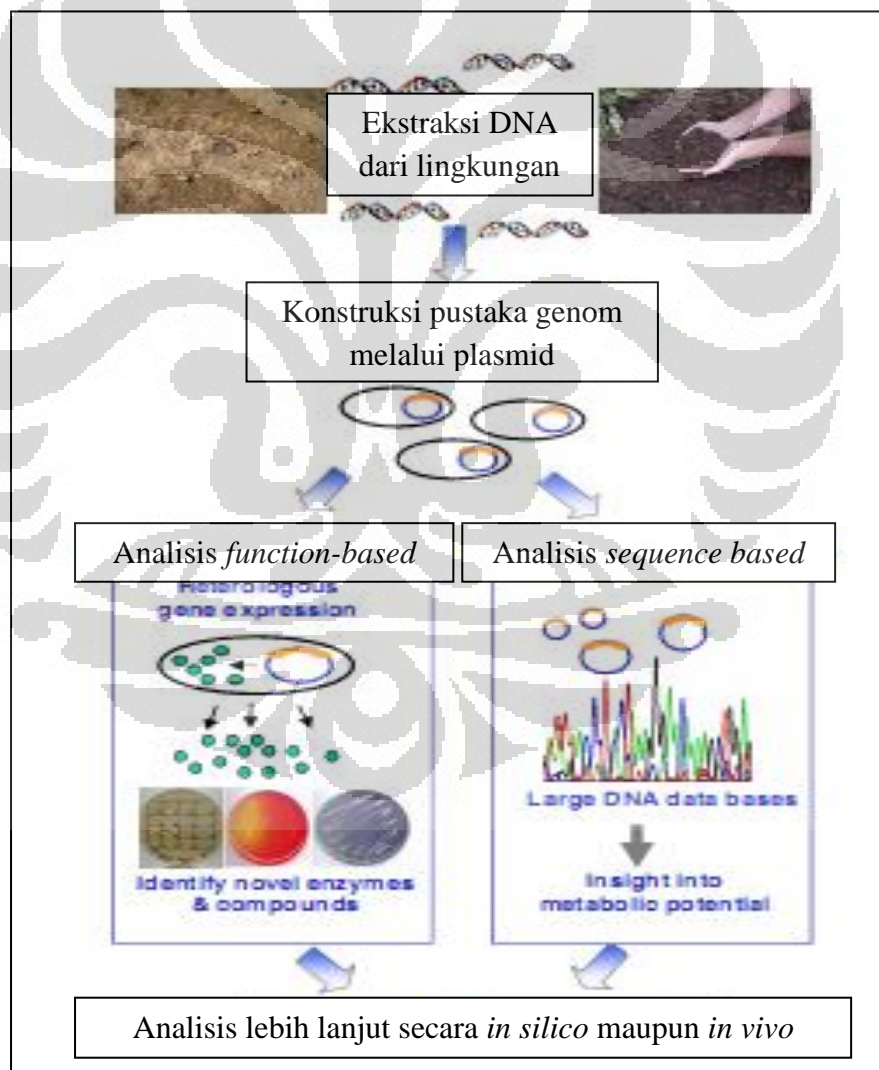 Ekstraksi DNA
dari lingkungan
Konstruksi pustaka genom
melalui plasmid
Analisis function-based
Heterologous
gene expression
Identify novel enzymes
& compounds
Analisis sequence based
Large DNA data bases
Insight into
metabolic potential
Analisis lebih lanjut secara in silico maupun in vivo